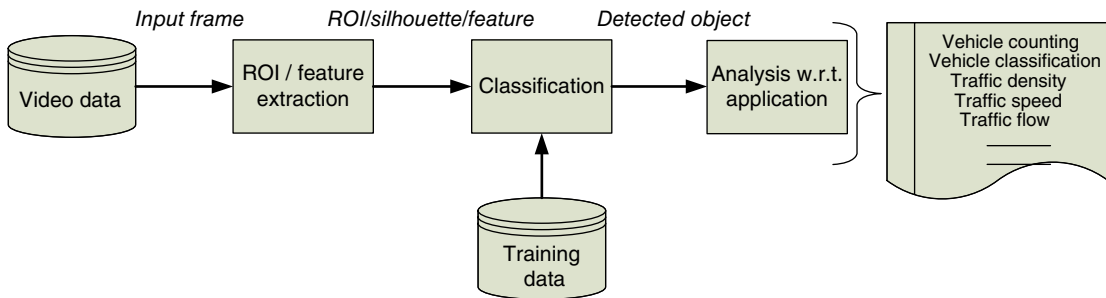 Input frame
ROI/silhouette/feature
Detected object
Video data
ROI / feature
extraction
Classification
Analysis w.r.t.
application
Vehicle counting
Vehicle classification
Traffic density
Traffic speed
Traffic flow
Training
data